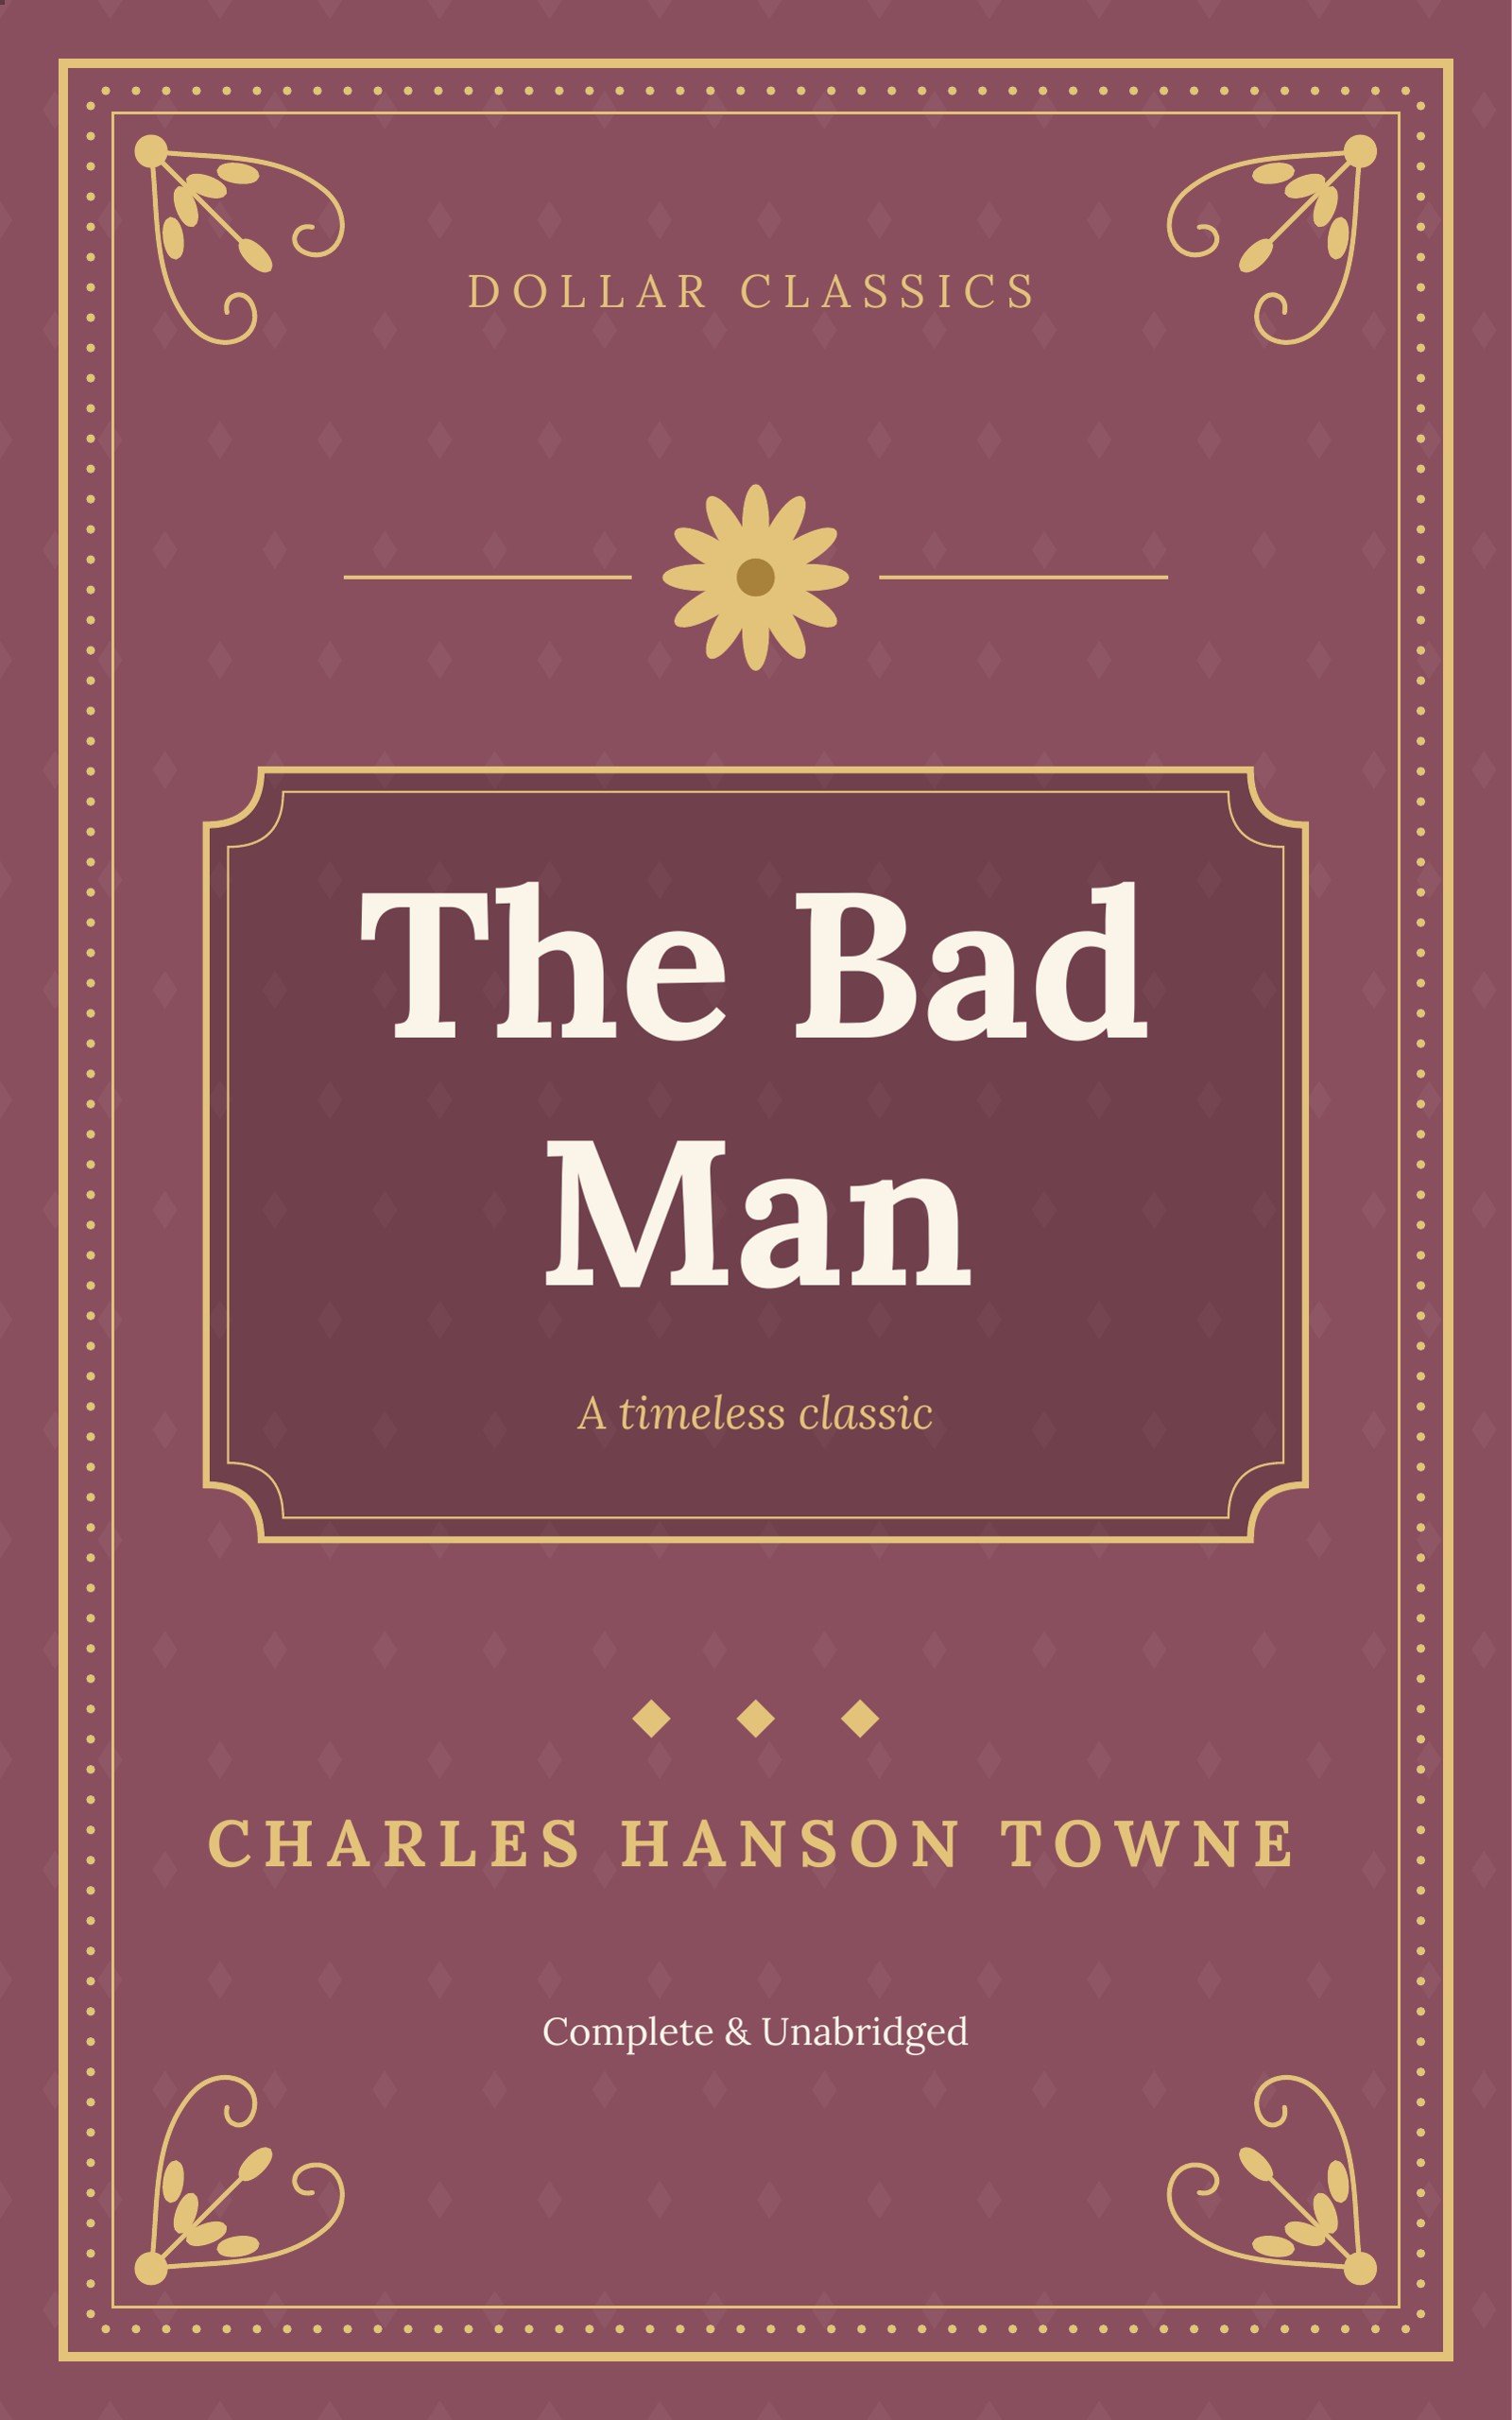 DOLLAR CLASSICS
The Bad
Man
A timeless classic
CHARLES HANSON TOWNE
Complete & Unabridged